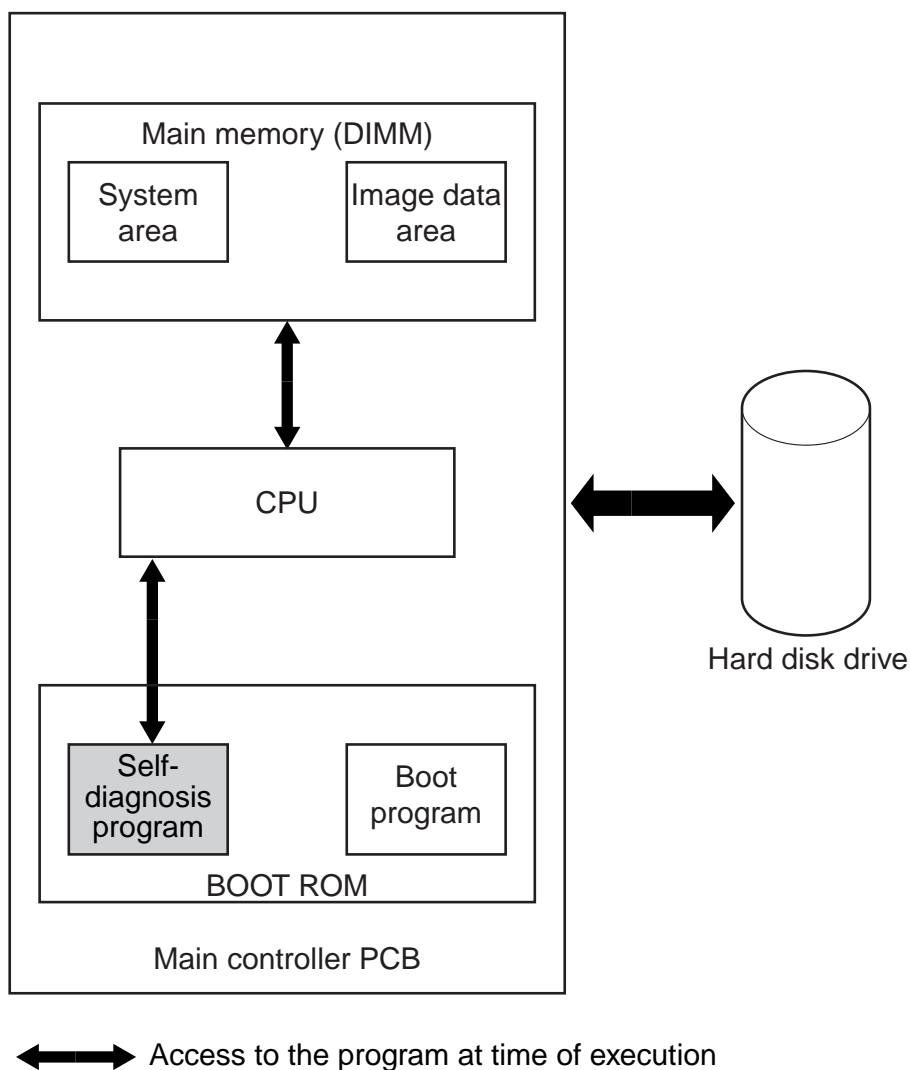 Main memory (DIMM)
System
area
Image data
area
CPU
Hard disk drive
Self-
diagnosis
program
Boot
program
BOOT ROM
Main controller PCB
Access to the program at time of execution